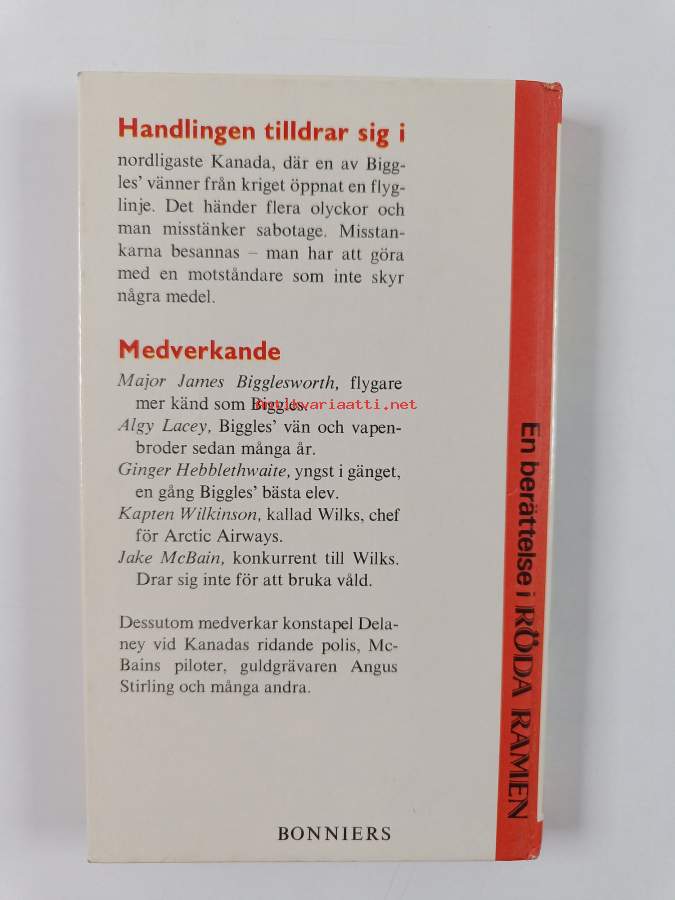 Handlingen tilldrar sig i
nordligaste Kanada, där en av Bigg-
les' vänner från kriget öppnat en flyg-
linje. Det händer flera olyckor och
man misstänker sabotage. Misstan-
karna besannas – man har att göra
med en motståndare som inte skyr
några medel.
Medverkande
Major James Bigglesworth, flygare
mer känd som Biggles.
Antikvariaatti.net
Algy Lacey, Biggles' vän och vapen-
broder sedan många år.
Ginger Hebblethwaite, yngst i gänget,
en gång Biggles' bästa elev.
Kapten Wilkinson, kallad Wilks, chef
för Arctic Airways.
Jake McBain, konkurrent till Wilks.
Drar sig inte för att bruka våld.
Dessutom medverkar konstapel Dela-
ney vid Kanadas ridande polis, Mc-
Bains piloter, guldgrävaren Angus
Stirling och många andra.
BONNIERS
En berättelse i RÖDA RAMEN